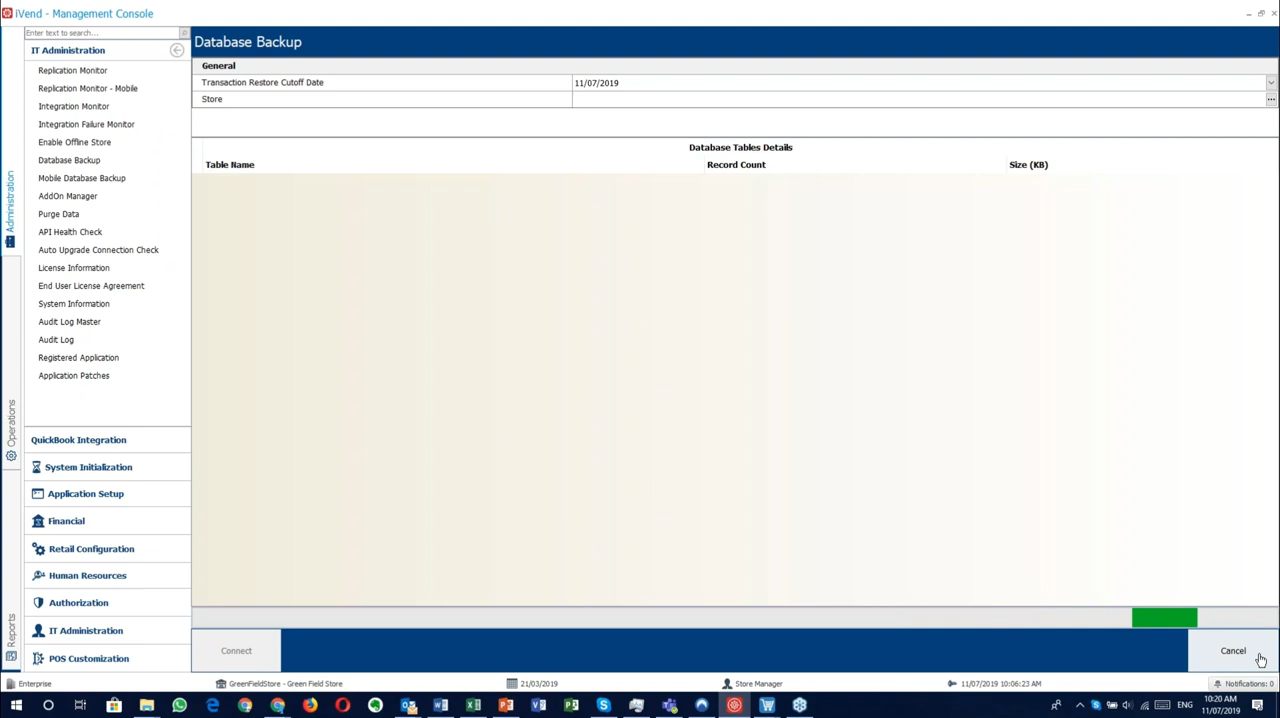 iVend - Management Console
Enter text to search...
IT Administration
Replication Monitor
Replication Monitor - Mobile
Integration Monitor
Integration Failure Monitor
Enable Offline Store
Database Backup
Mobile Database Backup
AddOn Manager
Purge Data
API Health Check
Auto Upgrade Connection Check
License Information
End User License Agreement
System Information
Audit Log Master
Audit Log
Registered Application
Application Patches
QuickBook Integration
System Initialization
Application Setup
Financial
Retail Configuration
Human Resources
Authorization
IT Administration
POS Customization
Administration
Operations
Reports
Database Backup
General
Transaction Restore Cutoff Date 11/07/2019
Store
Database Tables Details
Table Name Record Count Size (KB)
Connect
Cancel
Enterprise GreenFieldStore - Green Field Store 21/03/2019 Store Manager 11/07/2019 10:06:23 AM Notifications: 0
ENG
10:20 AM
11/07/2019